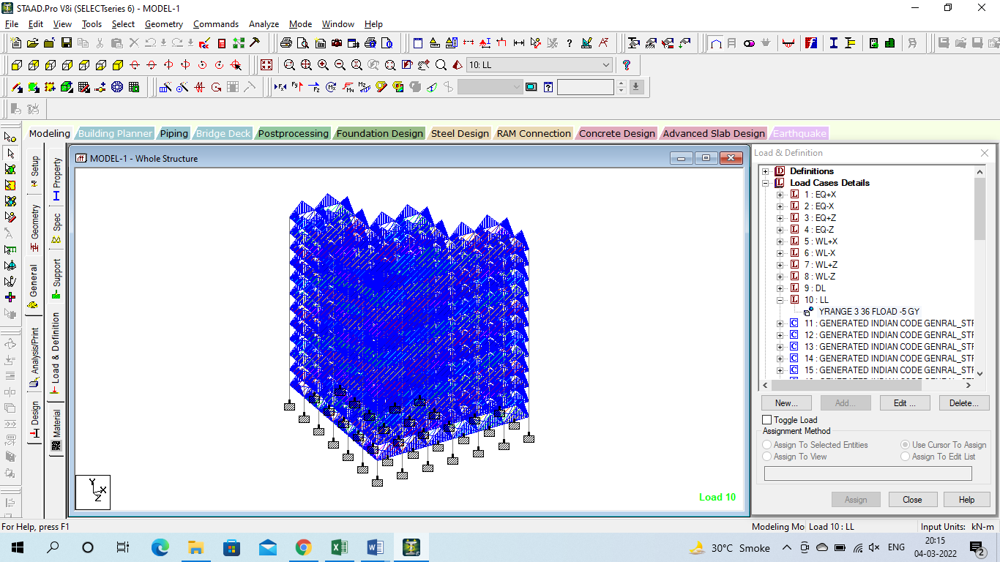 STAAD.Pro V8i (SELECTseries 6) - MODEL-1
File Edit View Tools Select Geometry Commands Analyze Mode Window Help
10: LL
Modeling Building Planner Piping Bridge Deck Postprocessing Foundation Design Steel Design RAM Connection Concrete Design Advanced Slab Design Earthquake
Setup
Geometry
General
Analysis/Print
Design
Property
Spec
Support
Load & Definition
Material
MODEL-1 - Whole Structure
Y
X
Z
Load 10
Load & Definition
Definitions
Load Cases Details
1 : EQ+X
2 : EQ-X
3 : EQ+Z
4 : EQ-Z
5 : WL+X
6 : WL-X
7 : WL+Z
8 : WL-Z
9 : DL
10 : LL
YRANGE 3 36 FLOAD -5 GY
11 : GENERATED INDIAN CODE GENRAL_STF
12 : GENERATED INDIAN CODE GENRAL_STF
13 : GENERATED INDIAN CODE GENRAL_STF
14 : GENERATED INDIAN CODE GENRAL_STF
15 : GENERATED INDIAN CODE GENRAL_STF
New... Add... Edit ... Delete...
Toggle Load
Assignment Method
Assign To Selected Entities Use Cursor To Assign
Assign To View Assign To Edit List
Assign Close Help
For Help, press F1 Modeling Mo Load 10 : LL Input Units: kN-m
30°C Smoke ENG 20:15
04-03-2022
2